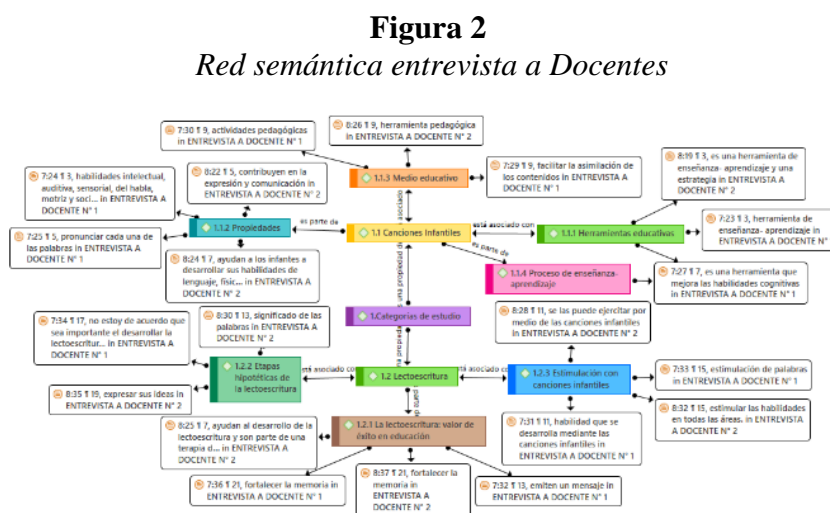 Figura 2
Red semántica entrevista a Docentes
7:30 ¶ 9, actividades pedagógicas
in ENTREVISTA A DOCENTE N° 1
8:26 ¶ 9, herramienta pedagógica
in ENTREVISTA A DOCENTE N° 2
8:19 ¶ 3, es una herramienta de
enseñanza- aprendizaje y una
estrategia in ENTREVISTA A
DOCENTE N° 2
7:24 ¶ 3, habilidades intelectual,
auditiva, sensorial, del habla,
motriz y soci... in ENTREVISTA A
DOCENTE N° 1
8:22 ¶ 5, contribuyen en la
expresión y comunicación in
ENTREVISTA A DOCENTE N° 2
1.1.3 Medio educativo
7:29 ¶ 9, facilitar la asimilación de
los contenidos in ENTREVISTA A
DOCENTE N° 1
7:23 ¶ 3, herramienta de
enseñanza- aprendizaje in
ENTREVISTA A DOCENTE N° 1
asociado
1.1.2 Propiedades
es parte de
1.1 Canciones Infantiles
está asociado con
1.1.1 Herramientas educativas
7:25 ¶ 5, pronunciar cada una de
las palabras in ENTREVISTA A
DOCENTE N° 1
es parte de
8:24 ¶ 7, ayudan a los infantes a
desarrollar sus habilidades de
lenguaje, físic... in ENTREVISTA A
DOCENTE N° 2
1.1.4 Proceso de enseñanza-
aprendizaje
7:27 ¶ 7, es una herramienta que
mejora las habilidades cognitivas
in ENTREVISTA A DOCENTE N° 1
es una propiedad de
7:34 ¶ 17, no estoy de acuerdo que
sea importante el desarrollar la
lectoescritur... in ENTREVISTA A
DOCENTE N° 1
8:30 ¶ 13, significado de las
palabras in ENTREVISTA A
DOCENTE N° 2
1.Categorías de estudio
8:28 ¶ 11, se las puede ejercitar por
medio de las canciones infantiles
in ENTREVISTA A DOCENTE N° 2
una propiedad
1.2.2 Etapas
hipotéticas de
la lectoescritura
está asociado con
1.2 Lectoescritura
está asociado con
1.2.3 Estimulación con
canciones infantiles
7:33 ¶ 15, estimulación de palabras
in ENTREVISTA A DOCENTE N° 1
8:35 ¶ 19, expresar sus ideas in
ENTREVISTA A DOCENTE N° 2
8:32 ¶ 15, estimular las habilidades
en todas las áreas. in ENTREVISTA A
DOCENTE N° 2
8:25 ¶ 7, ayudan al desarrollo de la
lectoescritura y son parte de una
terapia d... in ENTREVISTA A
DOCENTE N° 2
1.2.1 La lectoescritura: valor de
éxito en educación
7:31 ¶ 11, habilidad que se
desarrolla mediante las
canciones infantiles in
ENTREVISTA A DOCENTE N° 1
7:36 ¶ 21, fortalecer la memoria in
ENTREVISTA A DOCENTE N° 1
8:37 ¶ 21, fortalecer la
memoria in
ENTREVISTA A
DOCENTE N° 2
7:32 ¶ 13, emiten un mensaje in
ENTREVISTA A DOCENTE N° 1